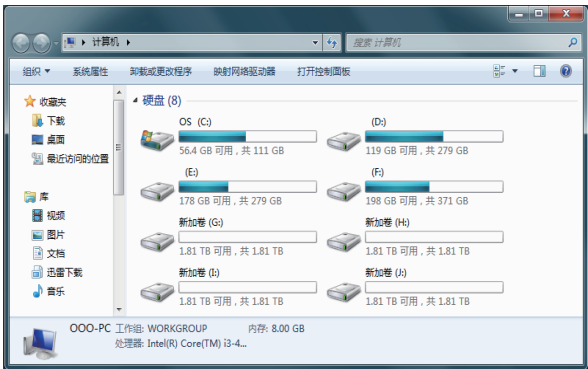 计算机
搜索 计算机
组织 系统属性 卸载或更改程序 映射网络驱动器 打开控制面板
收藏夹
下载
桌面
最近访问的位置
库
视频
图片
文档
迅雷下载
音乐
硬盘 (8)
OS (C:)
56.4 GB 可用，共 111 GB
(D:)
119 GB 可用，共 279 GB
(E:)
178 GB 可用，共 279 GB
(F:)
198 GB 可用，共 371 GB
新加卷 (G:)
1.81 TB 可用，共 1.81 TB
新加卷 (H:)
1.81 TB 可用，共 1.81 TB
新加卷 (I:)
1.81 TB 可用，共 1.81 TB
新加卷 (J:)
1.81 TB 可用，共 1.81 TB
OOO-PC 工作组: WORKGROUP 内存: 8.00 GB
处理器: Intel(R) Core(TM) i3-4...